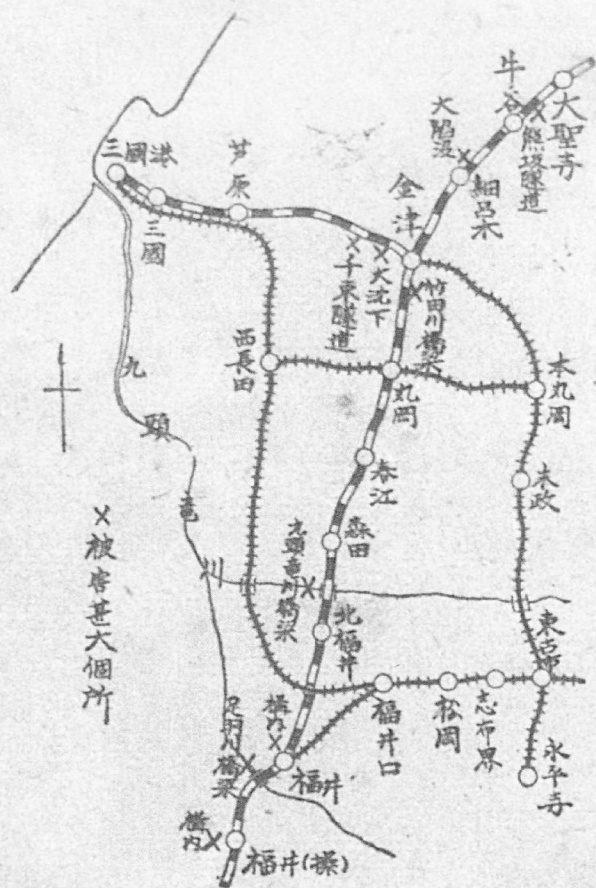 大聖寺
牛ノ谷
熊坂隧道
大陥没
細呂木
金津
三國港
三國
芦原
大沈下
千束隧道
竹田川橋梁
西長田
丸岡
本丸岡
春江
末政
森田
九頭竜川
九頭竜川橋梁
北福井
東古市
志布界
松岡
福井口
永平寺
構内
福井
足羽川橋梁
構内
福井(操)
×被害甚大個所